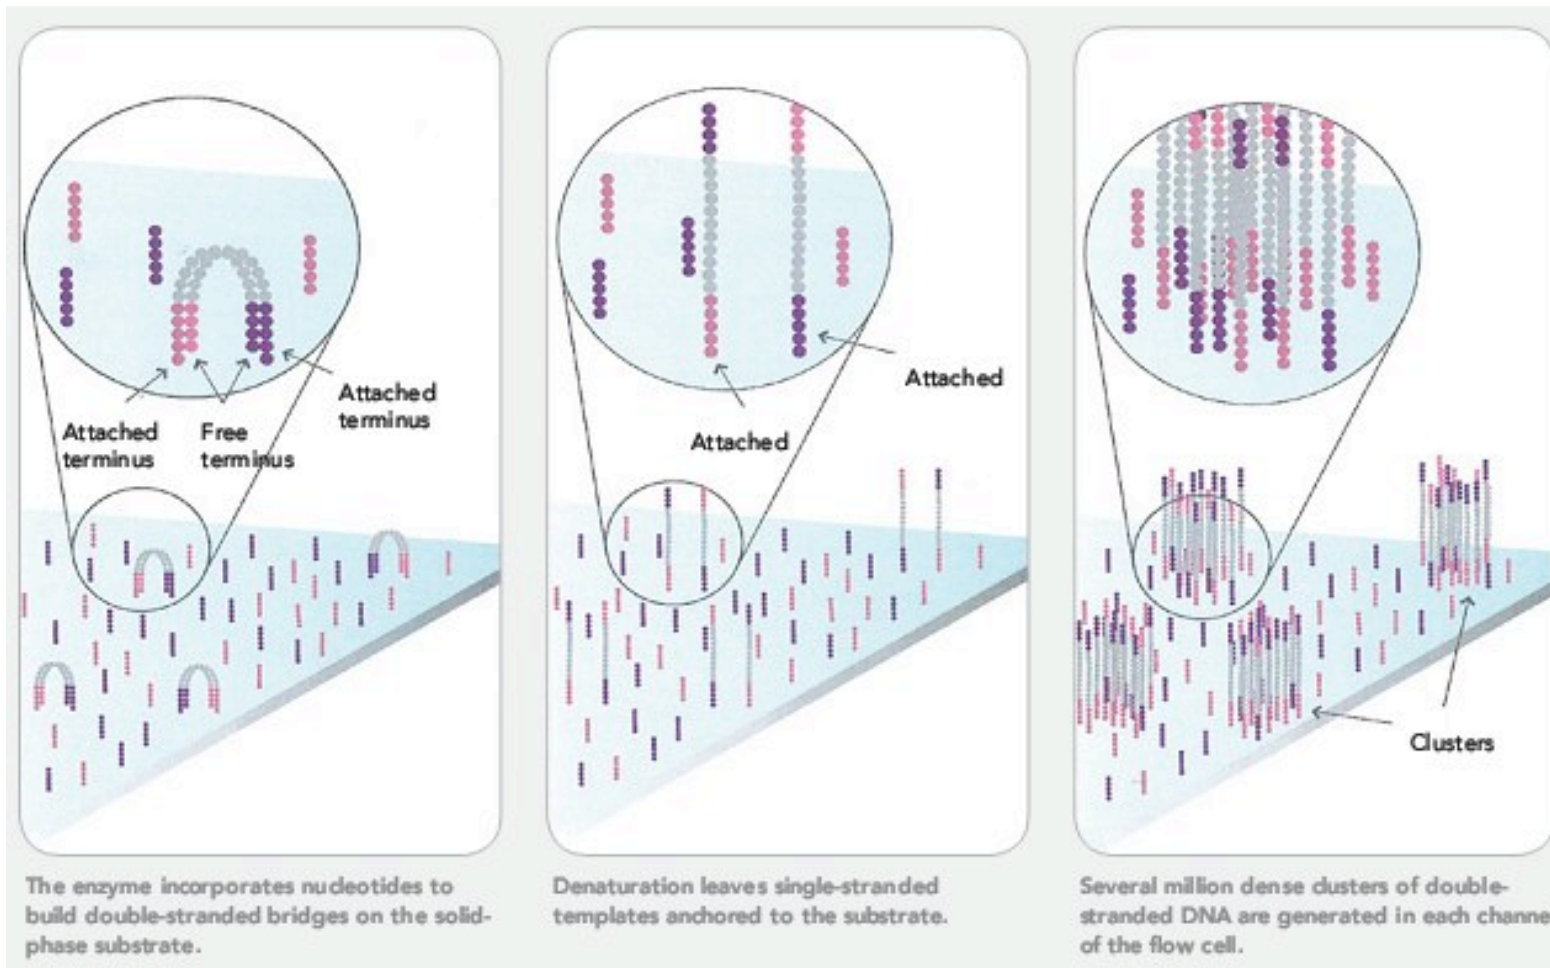 Attached
terminus
Free
terminus
Attached
terminus
The enzyme incorporates nucleotides to
build double-stranded bridges on the solid-
phase substrate.
Attached
Attached
Denaturation leaves single-stranded
templates anchored to the substrate.
Clusters
Several million dense clusters of double-
stranded DNA are generated in each channe
of the flow cell.